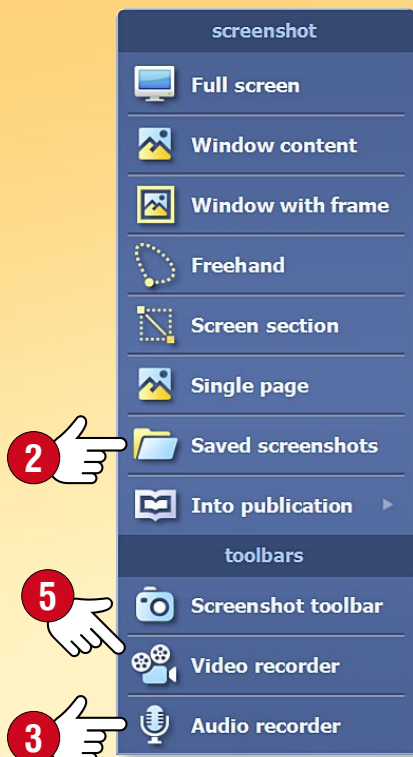 screenshot
Full screen
Window content
Window with frame
Freehand
Screen section
Single page
2
Saved screenshots
Into publication
toolbars
5
Screenshot toolbar
Video recorder
3
Audio recorder